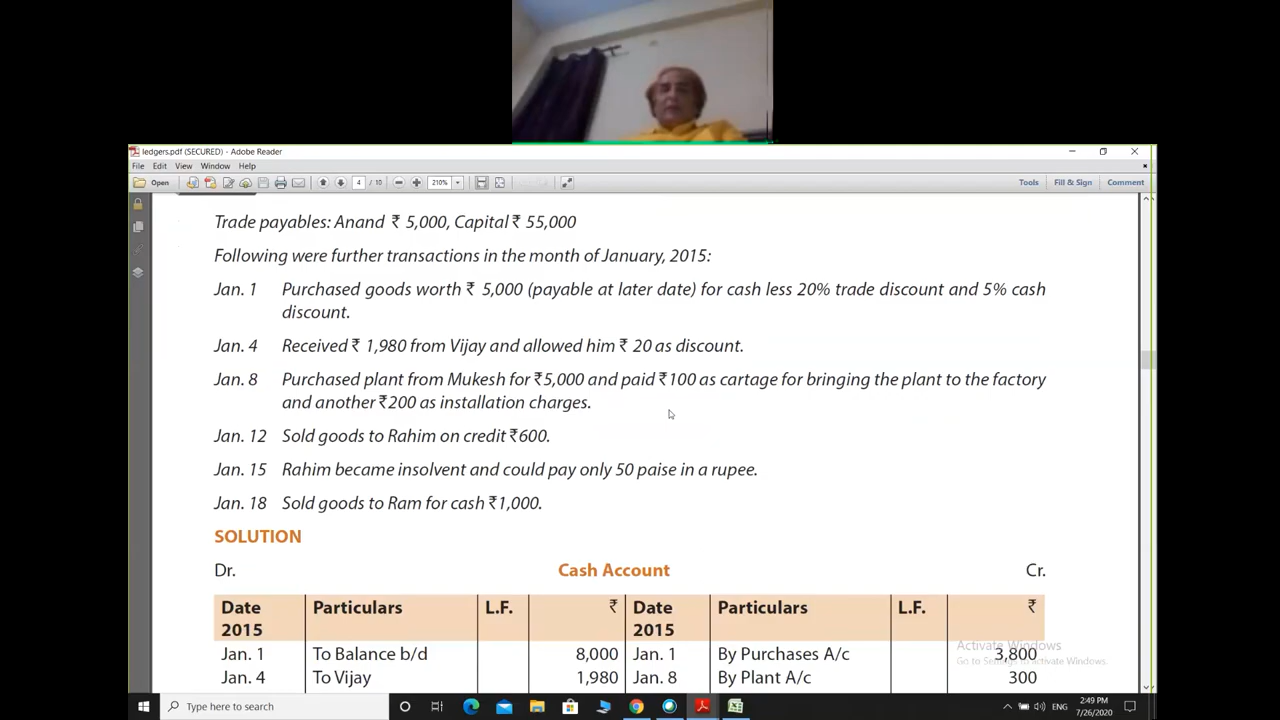 ledgers.pdf (SECURED) - Adobe Reader
File Edit View Window Help
Open 4 / 10 210% Tools Fill & Sign Comment
Trade payables: Anand ₹ 5,000, Capital ₹ 55,000
Following were further transactions in the month of January, 2015:
Jan. 1 Purchased goods worth ₹ 5,000 (payable at later date) for cash less 20% trade discount and 5% cash
discount.
Jan. 4 Received ₹ 1,980 from Vijay and allowed him ₹ 20 as discount.
Jan. 8 Purchased plant from Mukesh for ₹5,000 and paid ₹100 as cartage for bringing the plant to the factory
and another ₹200 as installation charges.
Jan. 12 Sold goods to Rahim on credit ₹600.
Jan. 15 Rahim became insolvent and could pay only 50 paise in a rupee.
Jan. 18 Sold goods to Ram for cash ₹1,000.
SOLUTION
Dr. Cash Account Cr.
Date Particulars L.F. ₹ Date Particulars L.F. ₹
2015 2015
Activate Windows
Jan. 1 To Balance b/d 8,000 Jan. 1 By Purchases A/c 3,800
Go to Settings to activate Windows.
Jan. 4 To Vijay 1,980 Jan. 8 By Plant A/c 300
Type here to search ENG 2:49 PM
7/26/2020